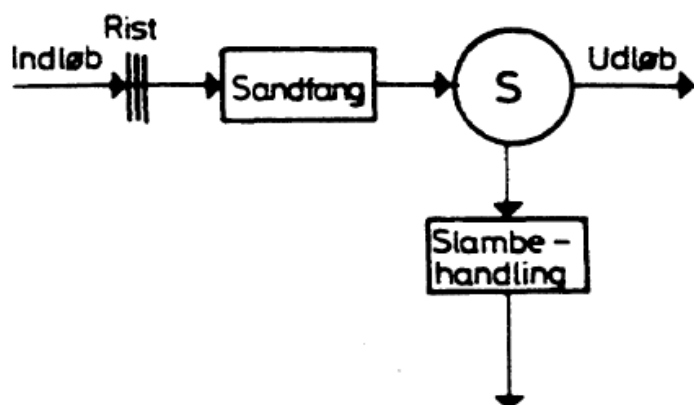 Rist
Indløb
Sandfang
S
Udløb
Slambe-
handling